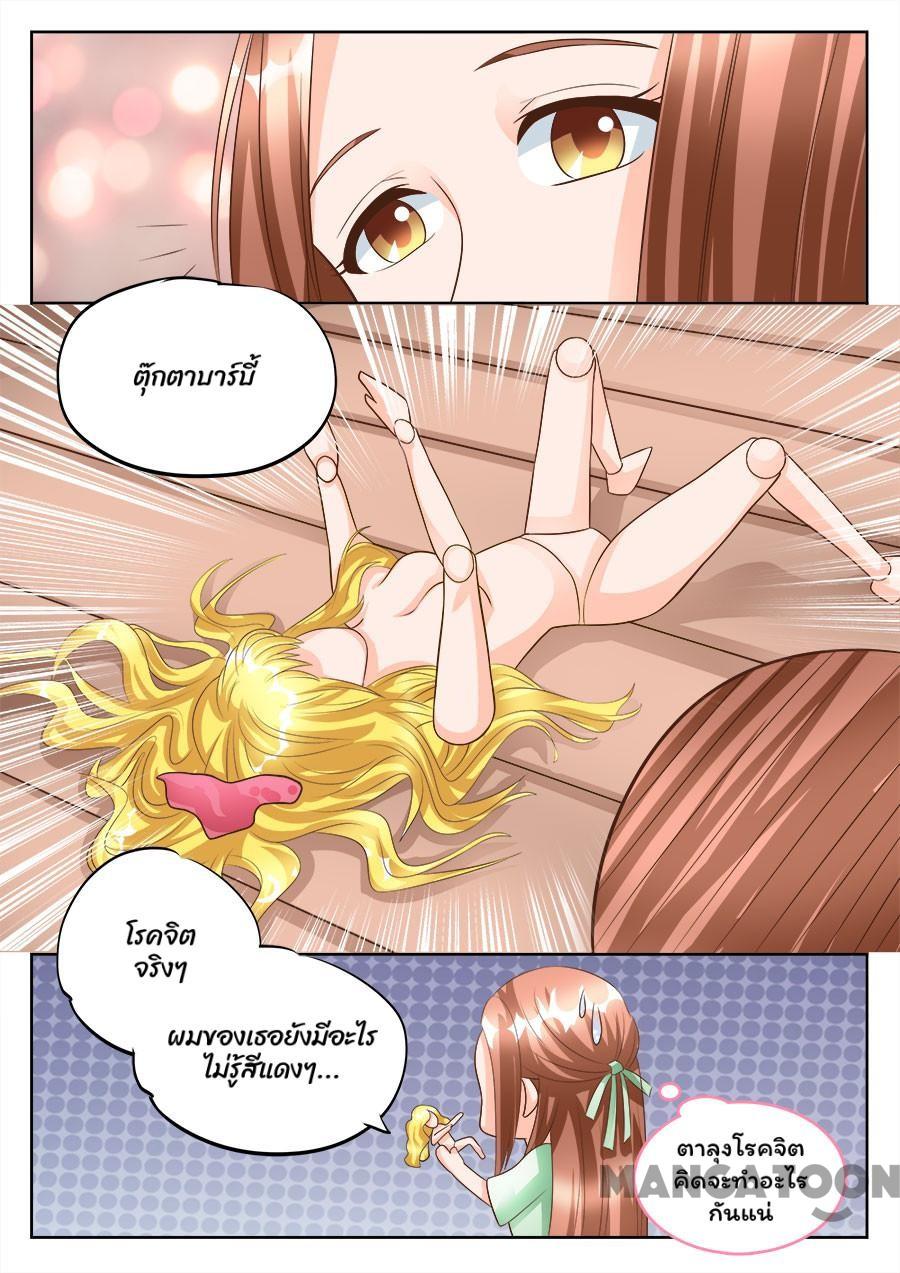 ตุ๊กตาบาร์บี้
โรคจิต
จริงๆ
ผมของเธอยังมีอะไร
ไม่รู้สีแดงๆ...
ตาลุงโรคจิต
คิดจะทำอะไร
กันแน่
MANGATOON